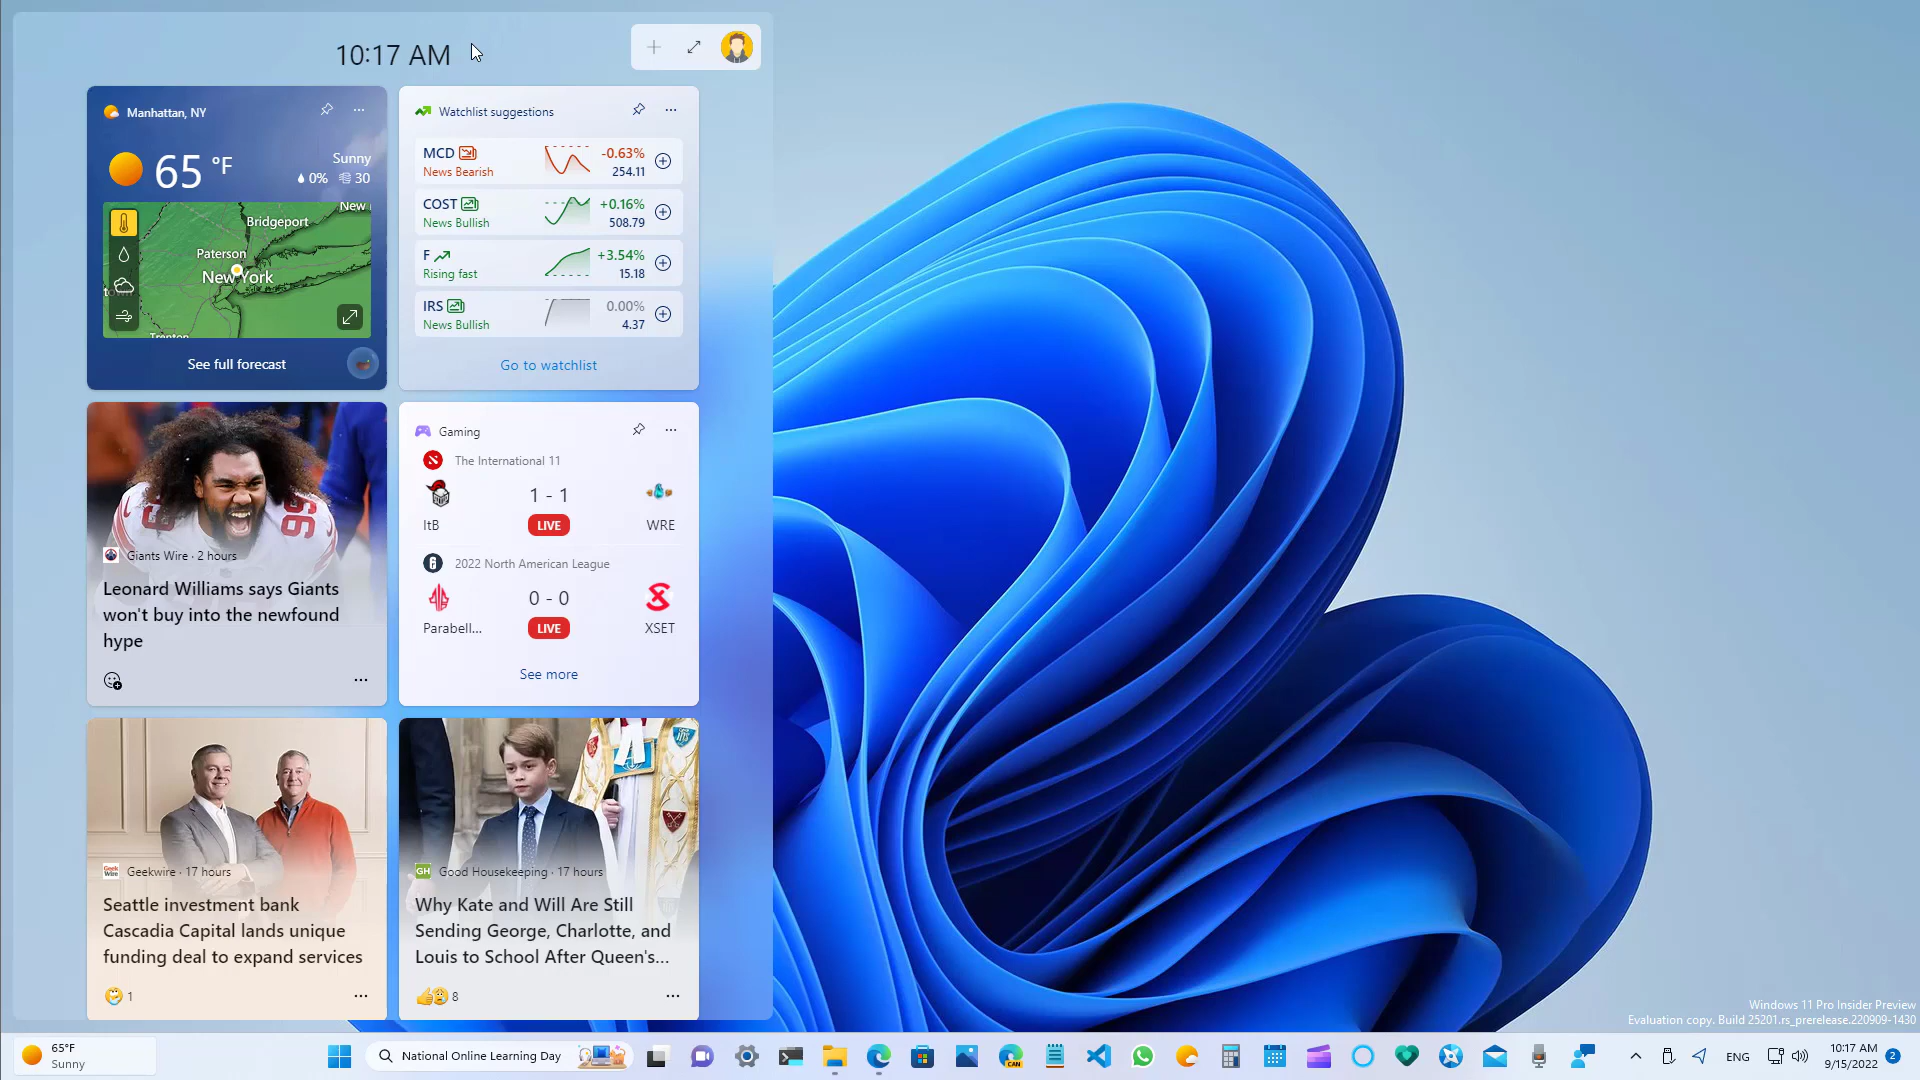 10:17 AM
Manhattan, NY
65 °F
Sunny
0% 30
New
Bridgeport
Paterson
New York
Trenton
See full forecast
Watchlist suggestions
MCD
-0.63%
News Bearish
254.11
COST
+0.16%
News Bullish
508.79
F
+3.54%
Rising fast
15.18
IRS
0.00%
News Bullish
4.37
Go to watchlist
99
Giants Wire · 2 hours
Leonard Williams says Giants
won't buy into the newfound
hype
Gaming
The International 11
1 - 1
ItB
LIVE
WRE
2022 North American League
0 - 0
Parabell...
LIVE
XSET
See more
Geek Wire
Geekwire · 17 hours
Seattle investment bank
Cascadia Capital lands unique
funding deal to expand services
1
GH
Good Housekeeping · 17 hours
Why Kate and Will Are Still
Sending George, Charlotte, and
Louis to School After Queen's...
8
Windows 11 Pro Insider Preview
Evaluation copy. Build 25201.rs_prerelease.220909-1430
65°F
Sunny
National Online Learning Day
CAN
ENG
10:17 AM
9/15/2022
2